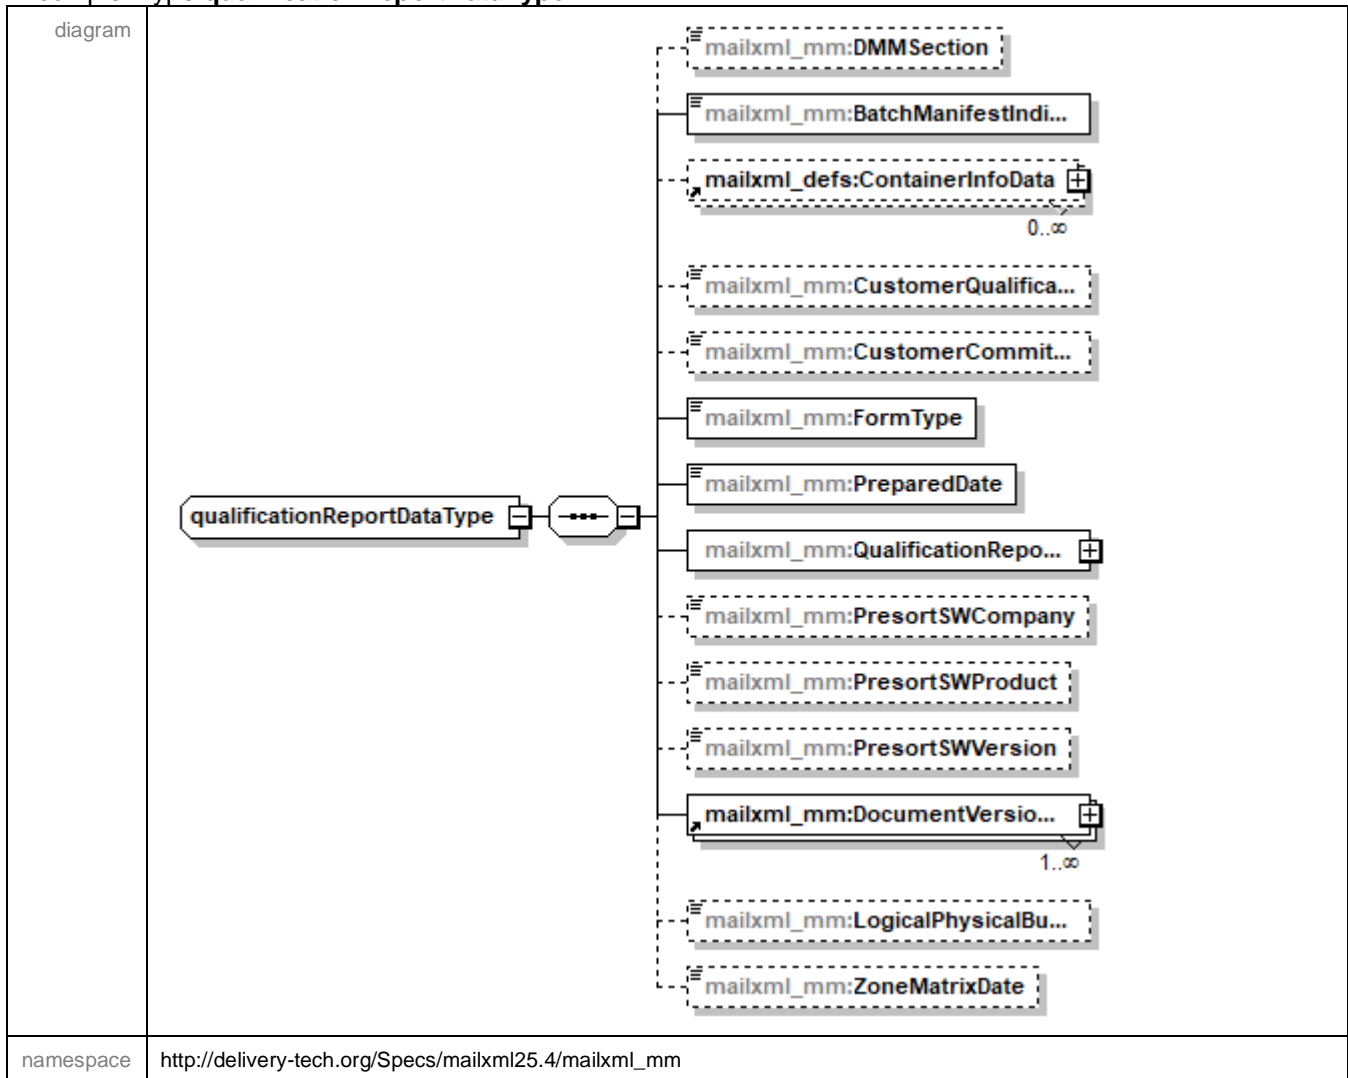 complexType qualificationReportDataType
diagram
mailxml_mm:DMMSection
mailxml_mm:BatchManifestIndi...
mailxml_defs:ContainerInfoData
0..∞
mailxml_mm:CustomerQualifica...
mailxml_mm:CustomerCommit...
mailxml_mm:FormType
mailxml_mm:PreparedDate
qualificationReportDataType
mailxml_mm:QualificationRepo...
mailxml_mm:PresortSWCompany
mailxml_mm:PresortSWProduct
mailxml_mm:PresortSWVersion
mailxml_mm:DocumentVersio...
1..∞
mailxml_mm:LogicalPhysicalBu...
mailxml_mm:ZoneMatrixDate
namespace
http://delivery-tech.org/Specs/mailxml25.4/mailxml_mm